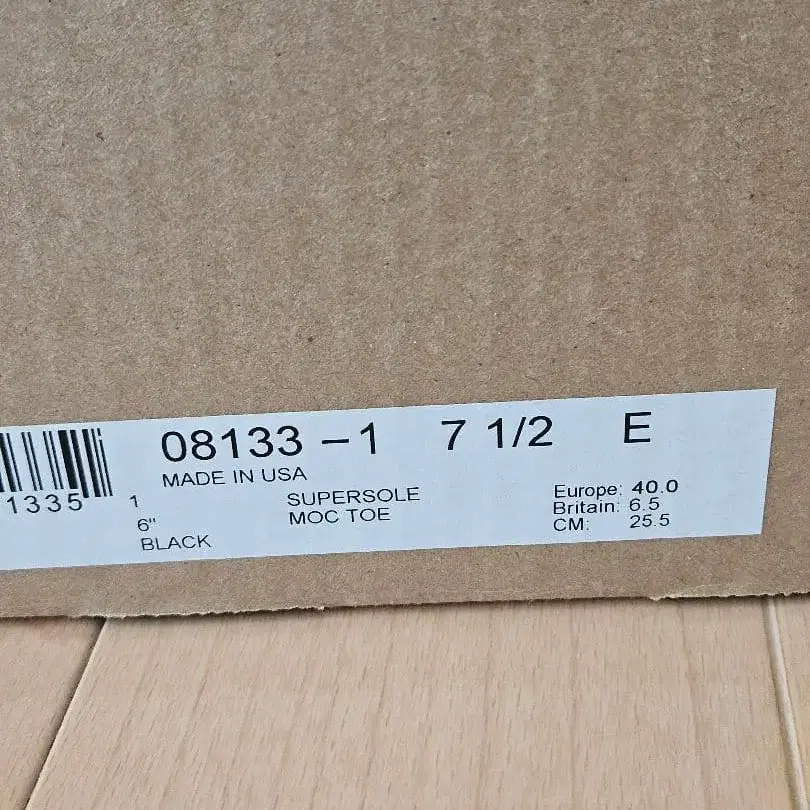 08133 –1 7 1/2 E
MADE IN USA
1335 1
6"
BLACK
SUPERSOLE
MOC TOE
Europe: 40.0
Britain: 6.5
CM: 25.5